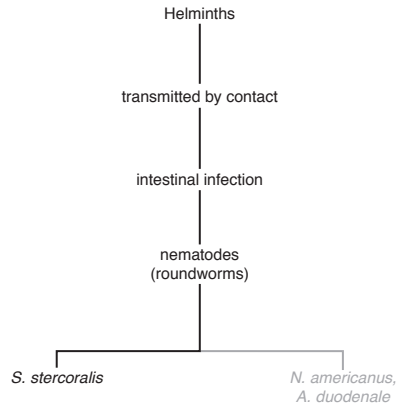 Helminths
transmitted by contact
intestinal infection
nematodes
(roundworms)
S. stercoralis
N. americanus,
A. duodenale